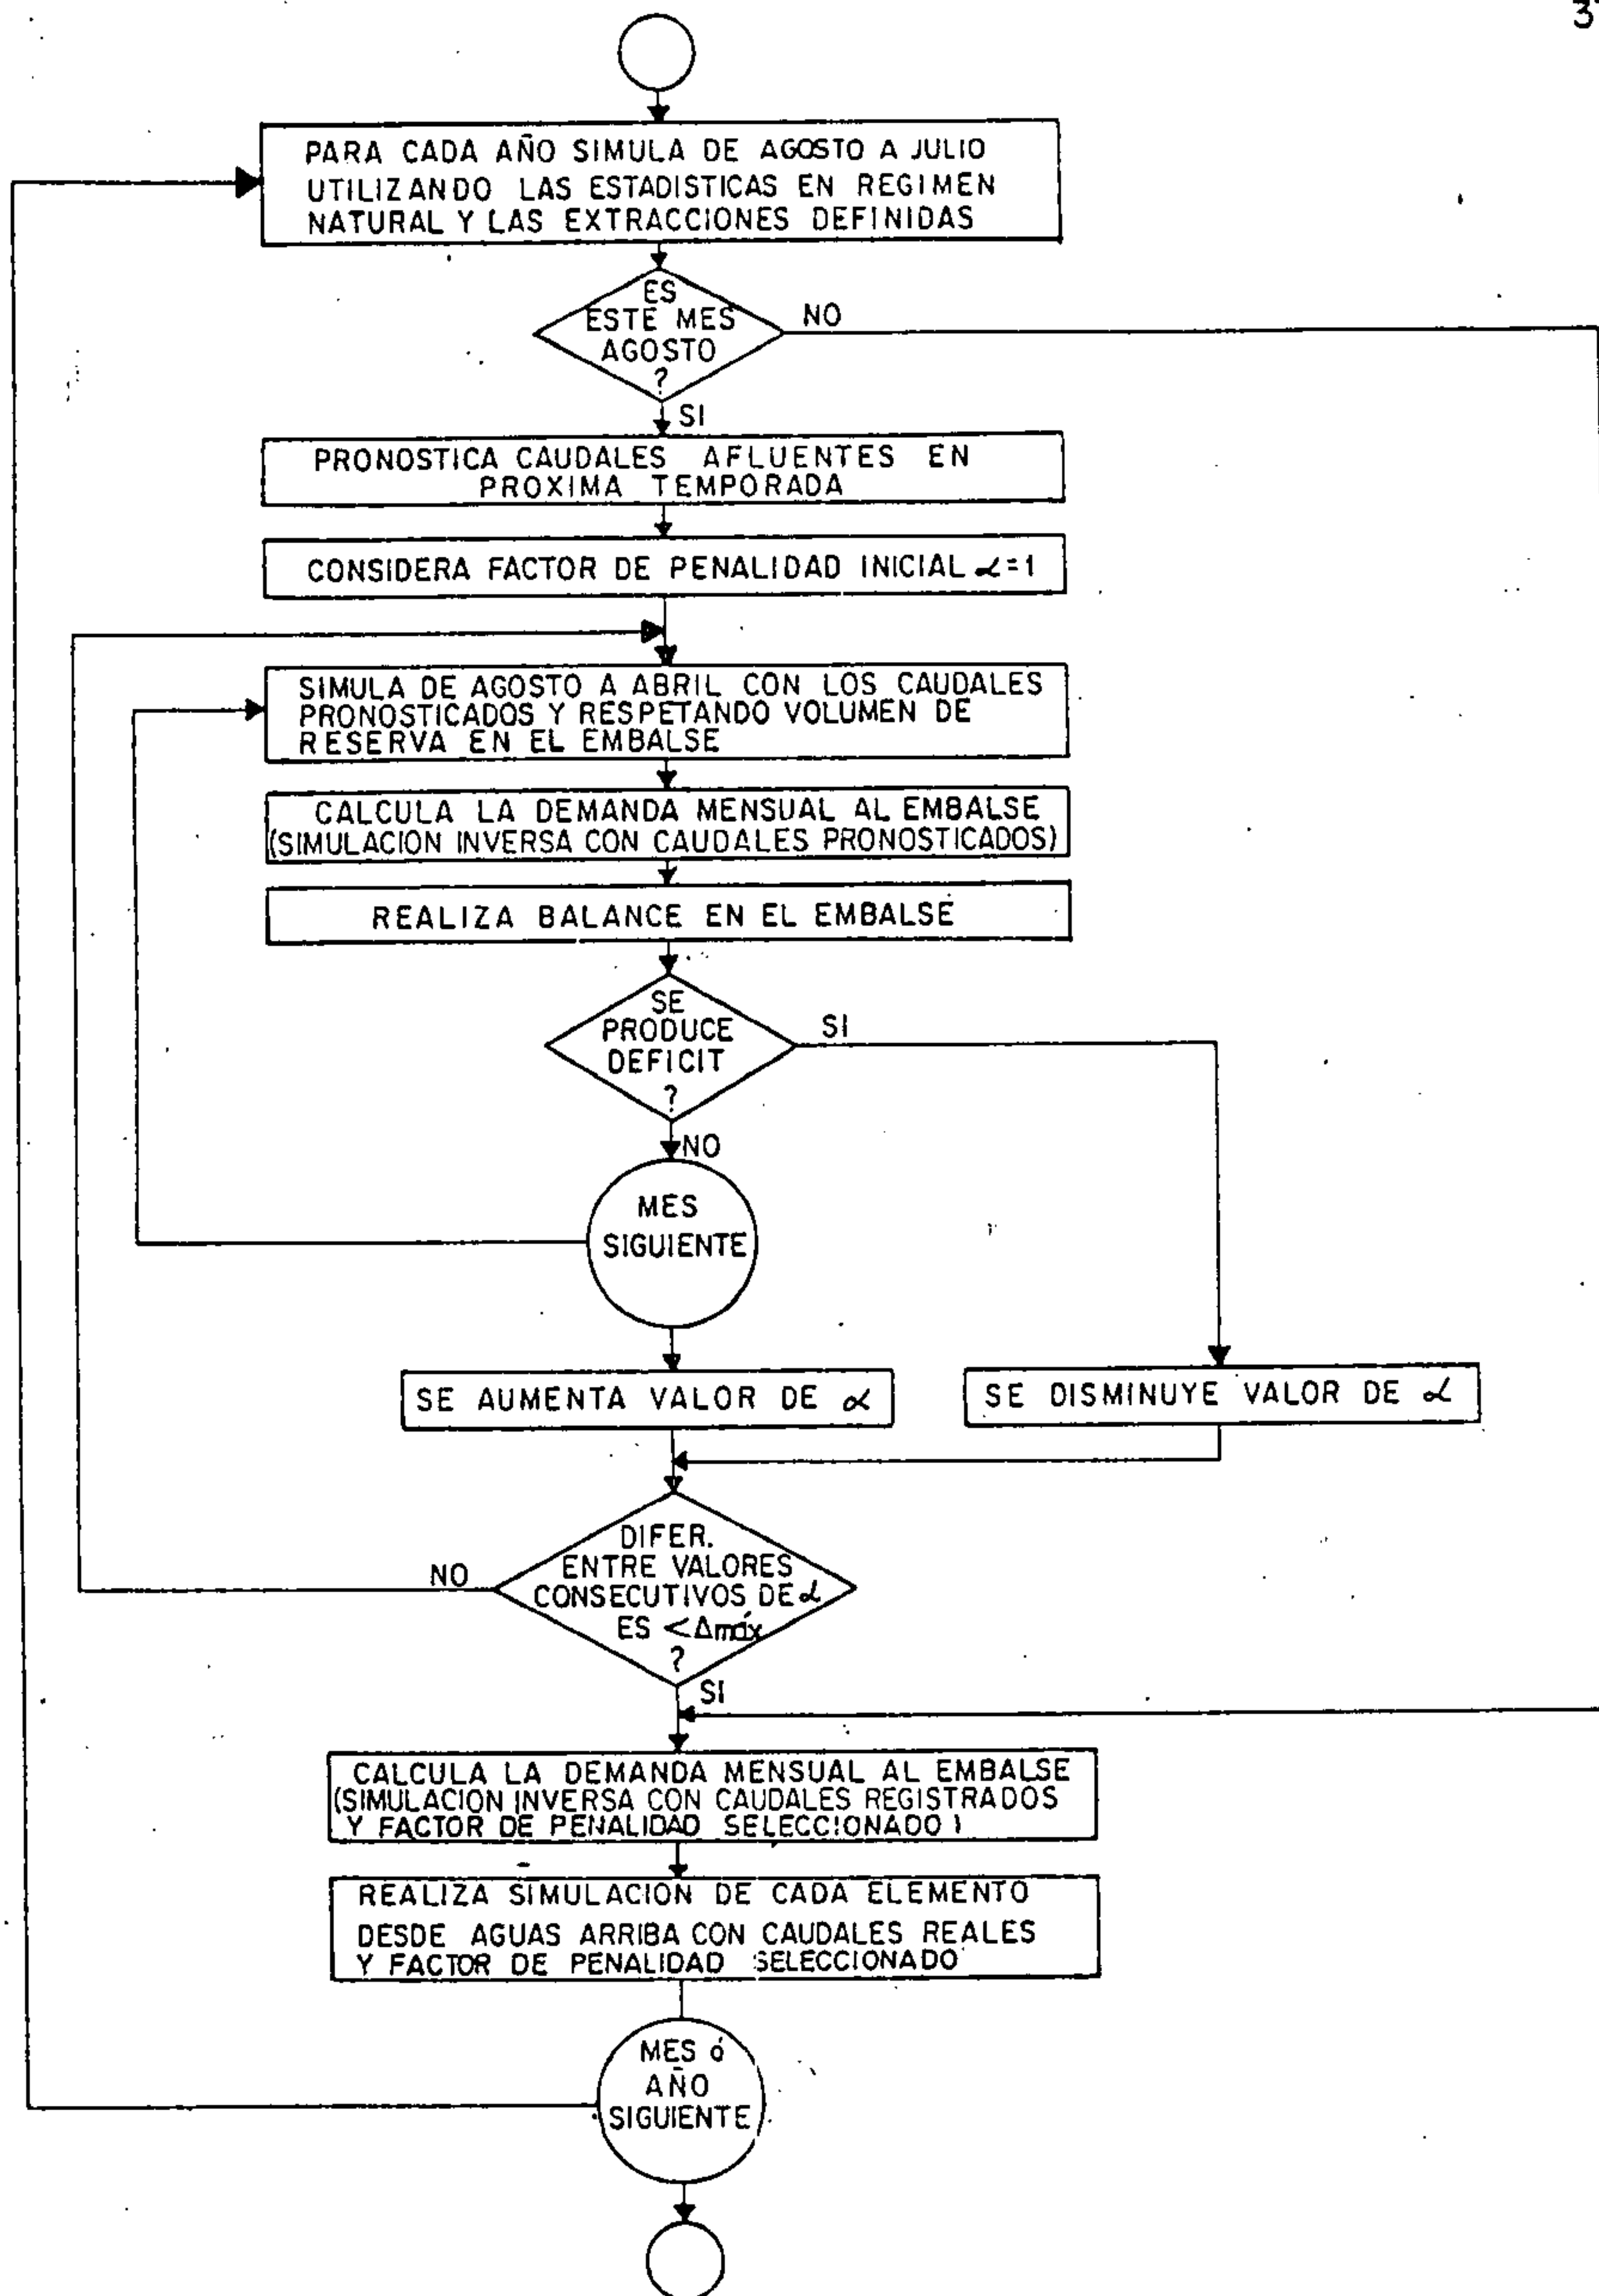 PARA CADA AÑO SIMULA DE AGOSTO A JULIO
UTILIZANDO LAS ESTADISTICAS EN REGIMEN
NATURAL Y LAS EXTRACCIONES DEFINIDAS
ES
ESTE MES
AGOSTO
?
NO
SI
PRONOSTICA CAUDALES AFLUENTES EN
PROXIMA TEMPORADA
CONSIDERA FACTOR DE PENALIDAD INICIAL α=1
SIMULA DE AGOSTO A ABRIL CON LOS CAUDALES
PRONOSTICADOS Y RESPETANDO VOLUMEN DE
RESERVA EN EL EMBALSE
CALCULA LA DEMANDA MENSUAL AL EMBALSE
(SIMULACION INVERSA CON CAUDALES PRONOSTICADOS)
REALIZA BALANCE EN EL EMBALSE
SE
PRODUCE
DEFICIT
?
SI
NO
MES
SIGUIENTE
SE AUMENTA VALOR DE α
SE DISMINUYE VALOR DE α
DIFER.
ENTRE VALORES
CONSECUTIVOS DE α
ES <Δmáx
?
NO
SI
CALCULA LA DEMANDA MENSUAL AL EMBALSE
(SIMULACION INVERSA CON CAUDALES REGISTRADOS
Y FACTOR DE PENALIDAD SELECCIONADO)
REALIZA SIMULACION DE CADA ELEMENTO
DESDE AGUAS ARRIBA CON CAUDALES REALES
Y FACTOR DE PENALIDAD SELECCIONADO
MES ó
AÑO
SIGUIENTE